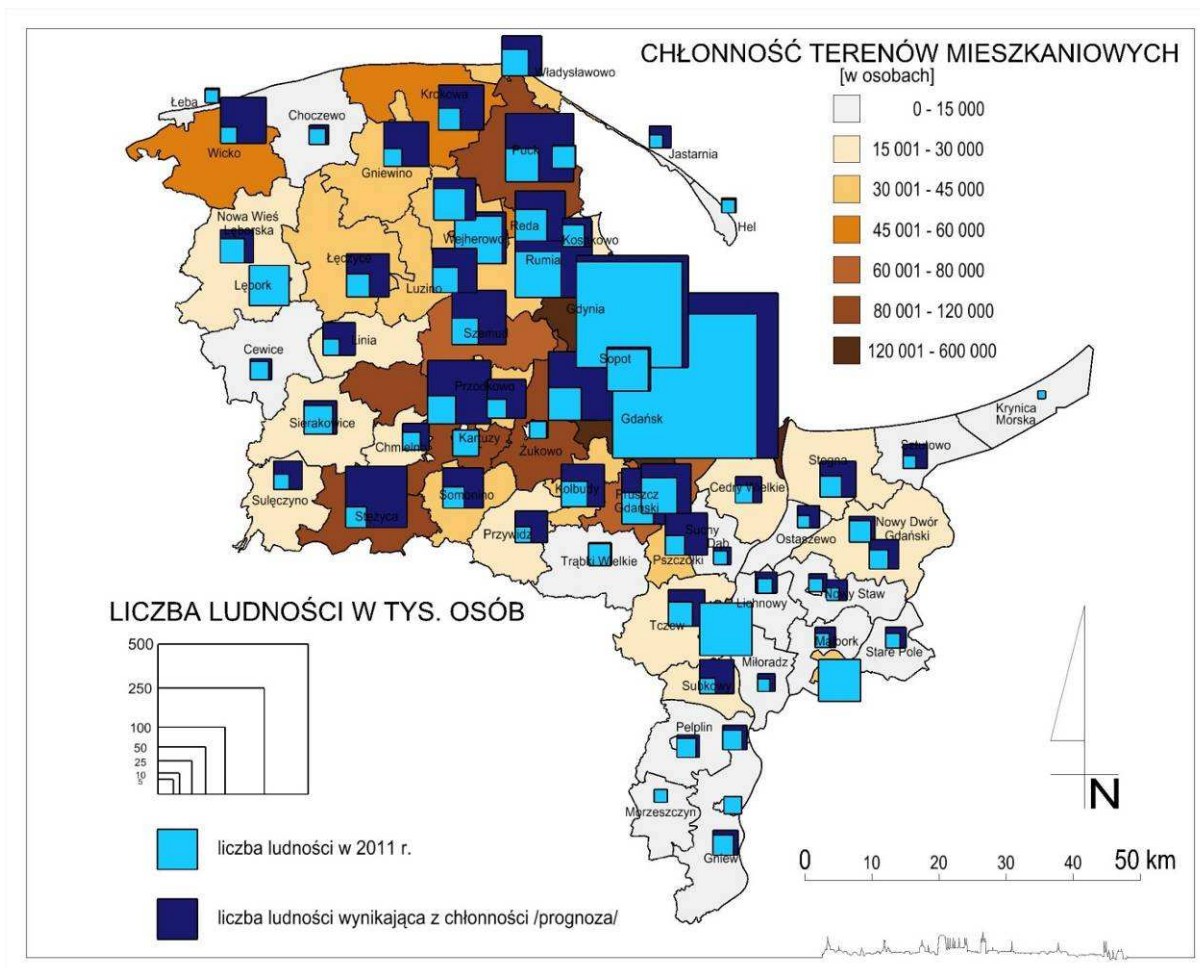 CHŁONNOŚĆ TERENÓW MIESZKANIOWYCH
[w osobach]
0 - 15 000
15 001 - 30 000
30 001 - 45 000
45 001 - 60 000
60 001 - 80 000
80 001 - 120 000
120 001 - 600 000
Władysławowo
Łeba
Choczewo
Krokowa
Wicko
Gniewino
Puck
Jastarnia
Hel
Nowa Wieś
Lęborska
Wejherowo
Reda
Kosakowo
Łęczyce
Luzino
Rumia
Lębork
Gdynia
Szemud
Linia
Cewice
Sopot
Przodkowo
Gdańsk
Krynica
Morska
Sierakowice
Chmielno
Kartuzy
Żukowo
Sztutowo
Stegna
Sulęczyno
Stężyca
Somonino
Kolbudy
Pruszcz
Gdański
Cedry Wielkie
Nowy Dwór
Gdański
Przywidz
Suchy
Dąb
Ostaszewo
Trąbki Wielkie
Pszczółki
Lichnowy
Nowy Staw
Tczew
Malbork
Stare Pole
Miłoradz
Subkowy
Pelplin
Morzeszczyn
Gniew
LICZBA LUDNOŚCI W TYS. OSÓB
500
250
100
50
25
10
5
liczba ludności w 2011 r.
liczba ludności wynikająca z chłonności /prognoza/
N
0 10 20 30 40 50 km